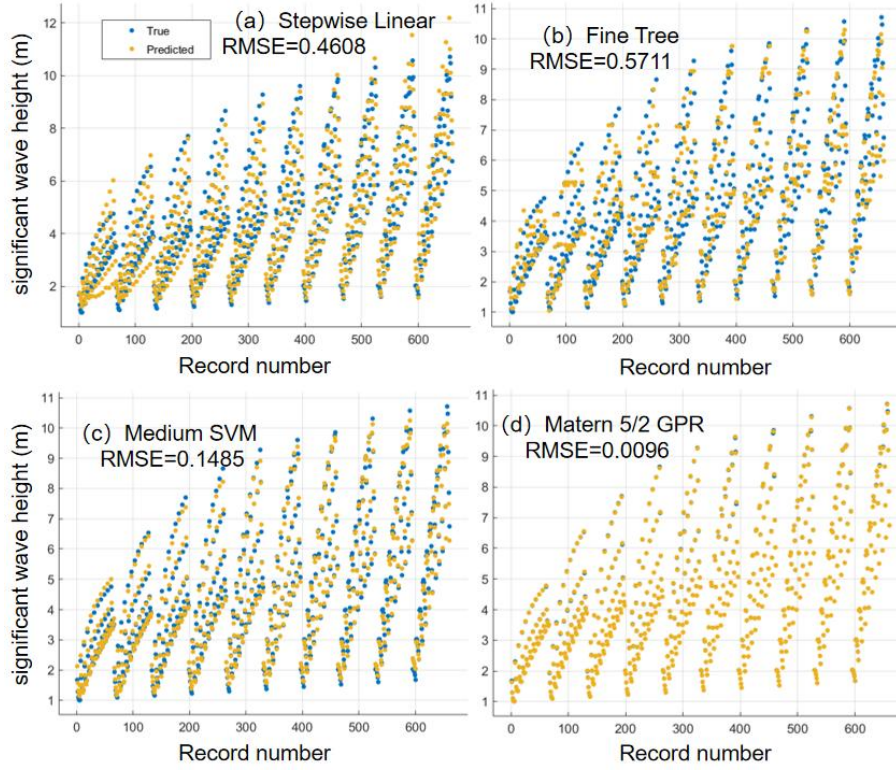 （a）Stepwise Linear
RMSE=0.4608
True
Predicted
significant wave height (m)
12
10
8
6
4
2
0 100 200 300 400 500 600
Record number
（b）Fine Tree
RMSE=0.5711
11
10
9
8
7
6
5
4
3
2
1
0 100 200 300 400 500 600
Record number
（c）Medium SVM
RMSE=0.1485
significant wave height (m)
11
10
9
8
7
6
5
4
3
2
1
0 100 200 300 400 500 600
Record number
（d）Matern 5/2 GPR
RMSE=0.0096
11
10
9
8
7
6
5
4
3
2
1
0 100 200 300 400 500 600
Record number